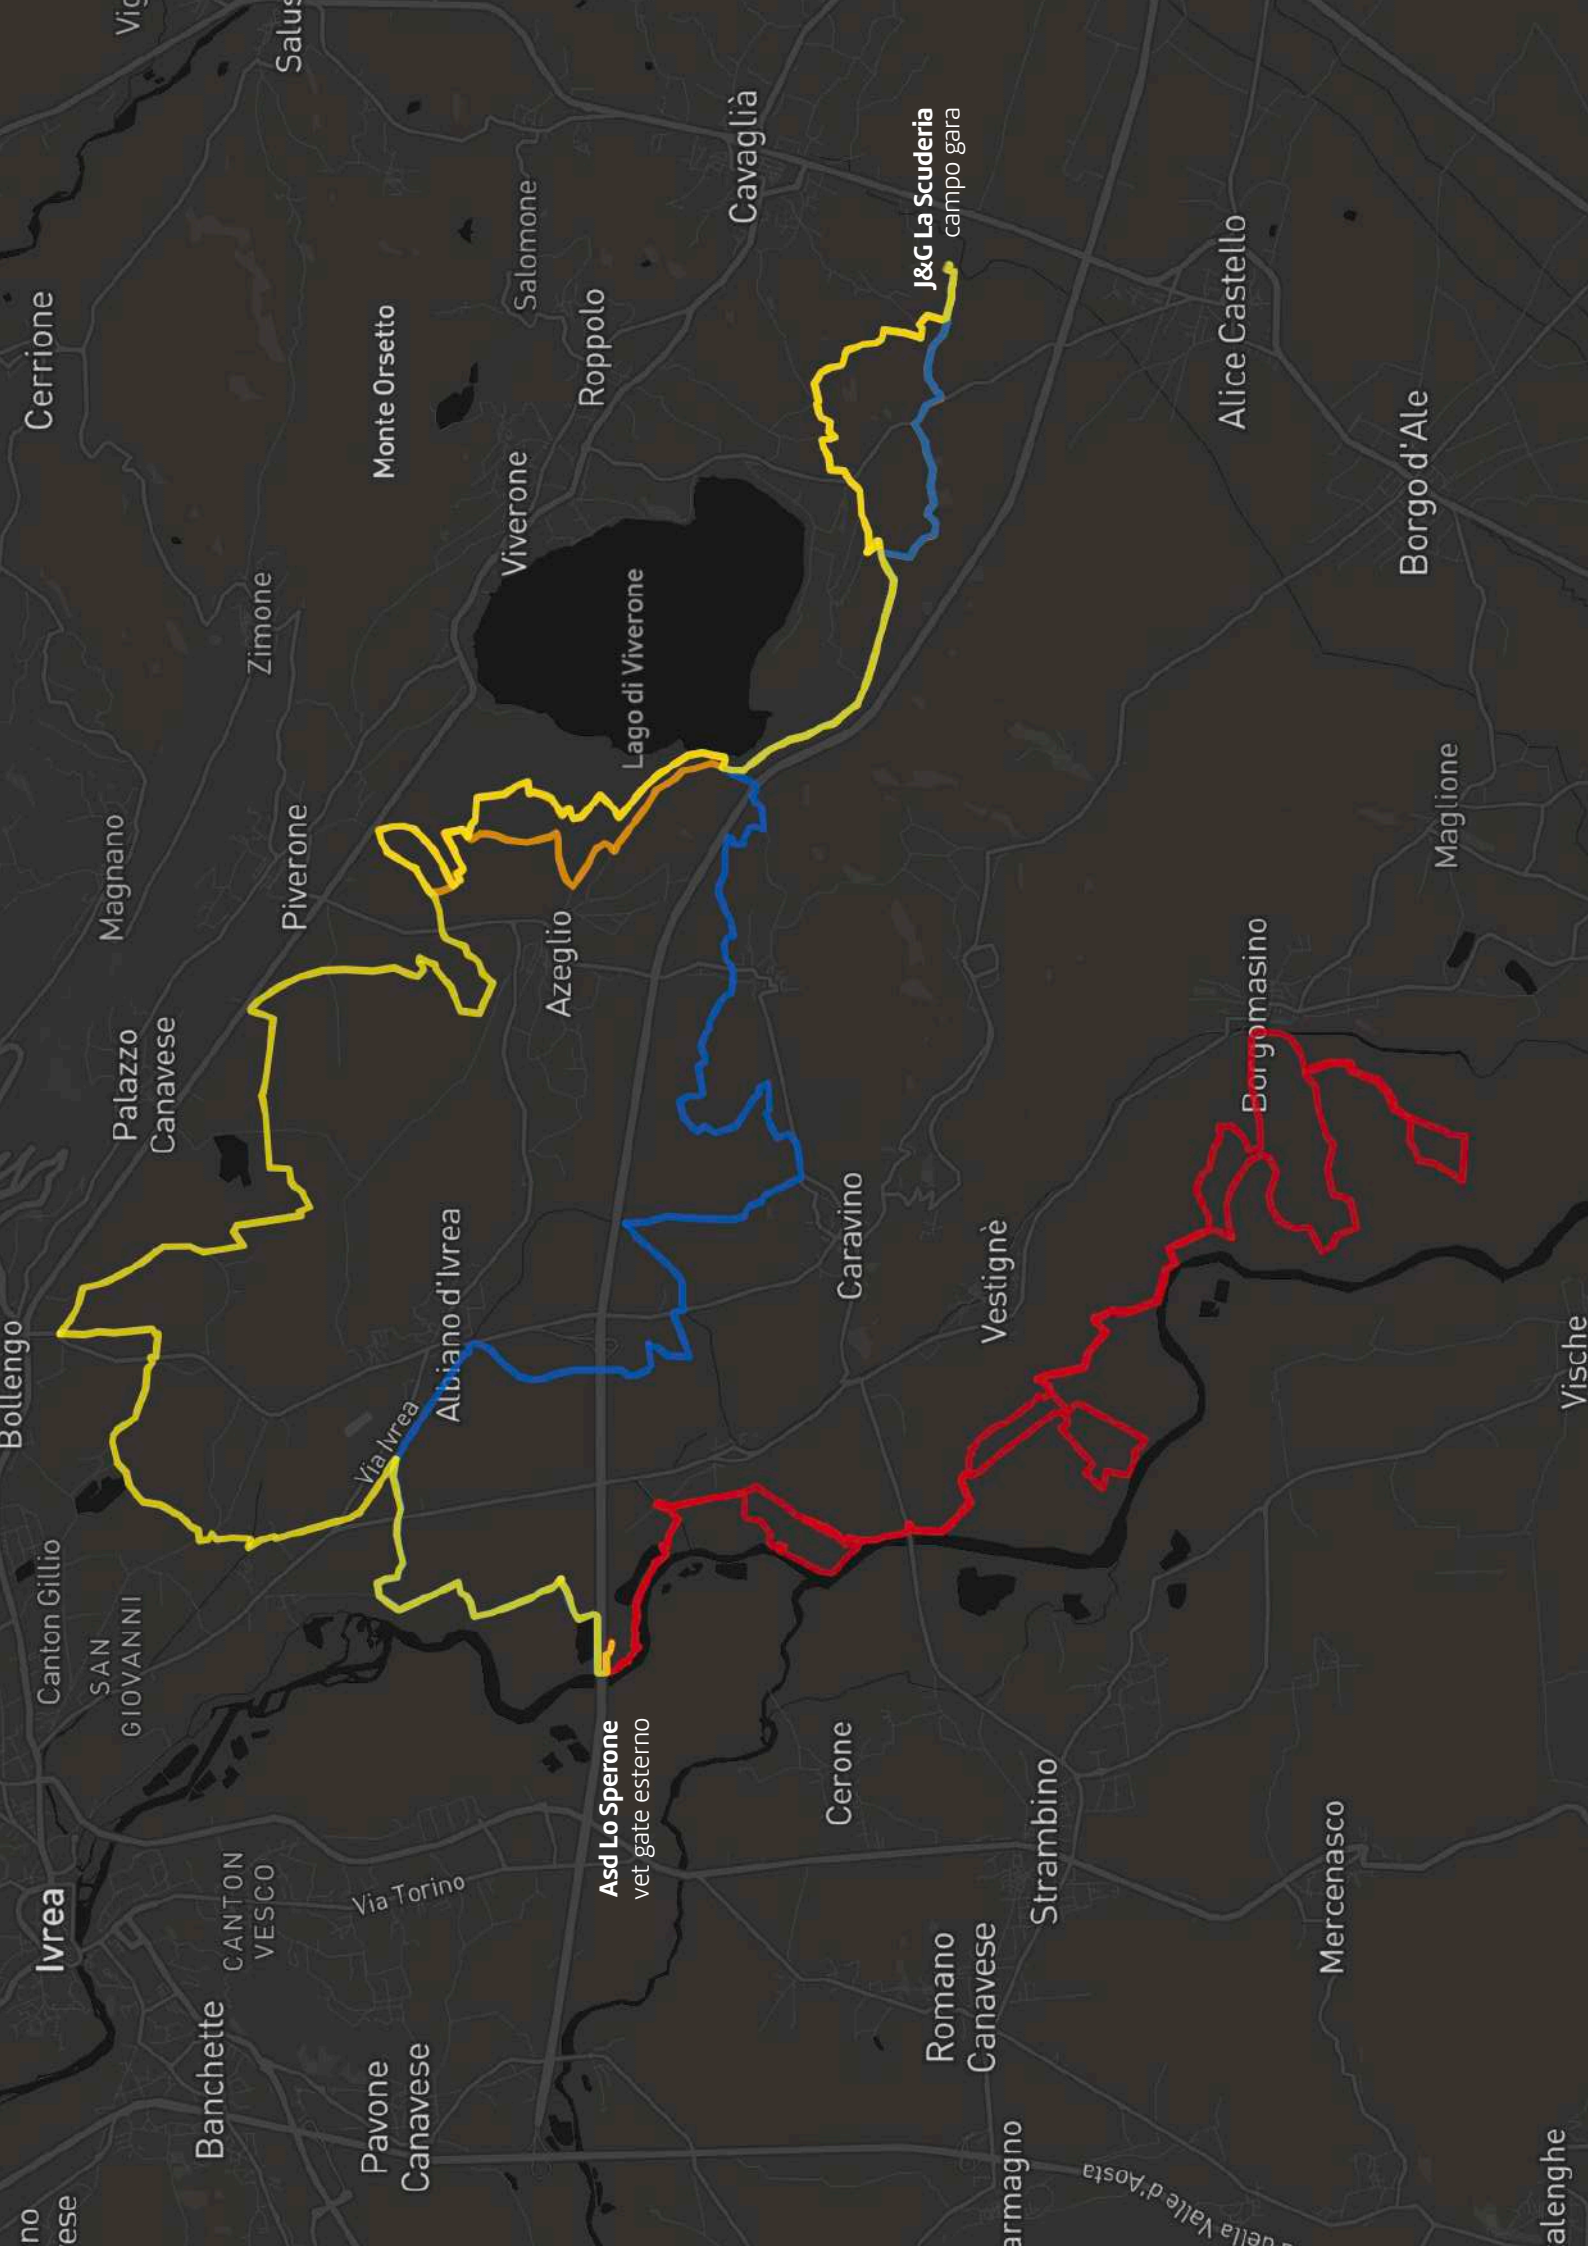 Ivrea
Canton Gillio
SAN
GIOVANNI
Bollengo
Palazzo
Canavese
Magnano
Zimone
Cerrione
Banchette
CANTON
VESCO
Via Torino
Via Ivrea
Albiano d'Ivrea
Piverone
Monte Orsetto
Pavone
Canavese
Azeglio
Viverone
Salomone
Roppolo
Lago di Viverone
Cavaglià
Asd Lo Sperone
vet gate esterno
J&G La Scuderia
campo gara
Cerone
Caravino
Romano
Canavese
Strambino
Vestignè
Alice Castello
Borgomasino
Borgo d'Ale
Mercenasco
Maglione
Vische
della Valle d'Aosta